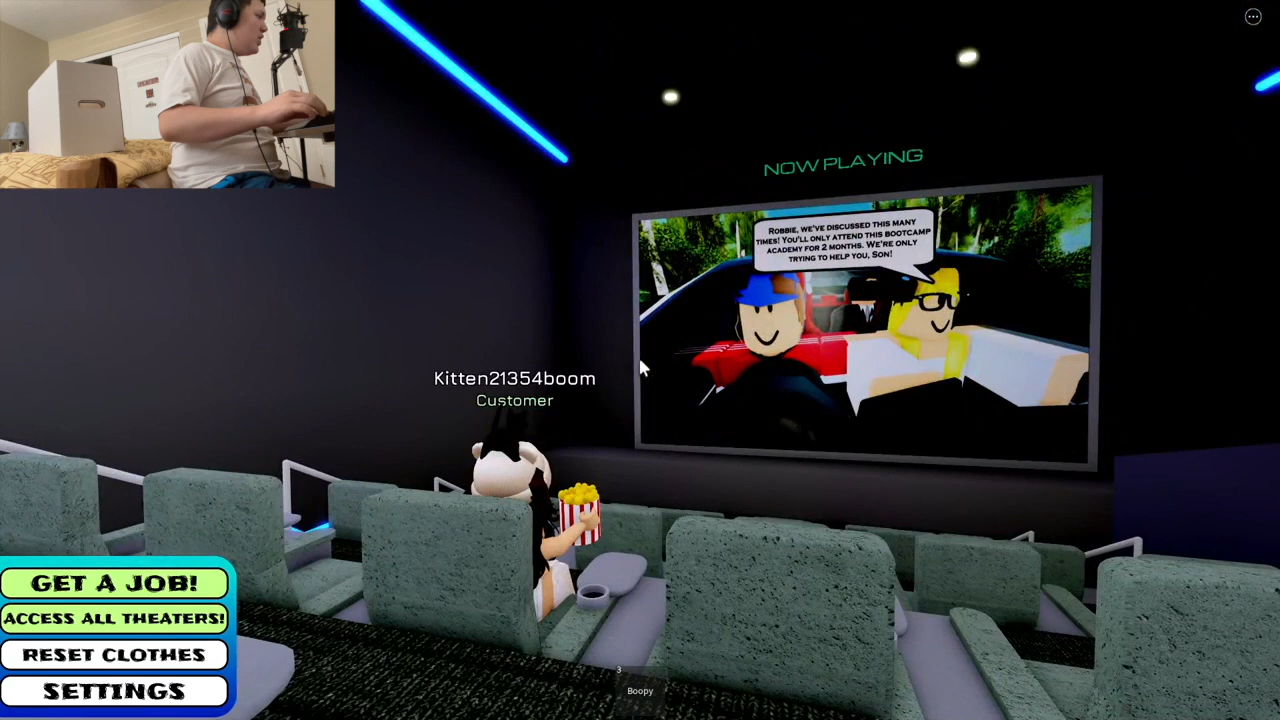 NOW PLAYING
ROBBIE, WE'VE DISCUSSED THIS MANY
TIMES! YOU'LL ONLY ATTEND THIS BOOTCAMP
ACADEMY FOR 2 MONTHS. WE'RE ONLY
TRYING TO HELP YOU, SON!
Kitten21354boom
Customer
GET A JOB!
ACCESS ALL THEATERS!
RESET CLOTHES
SETTINGS
3
Boopy